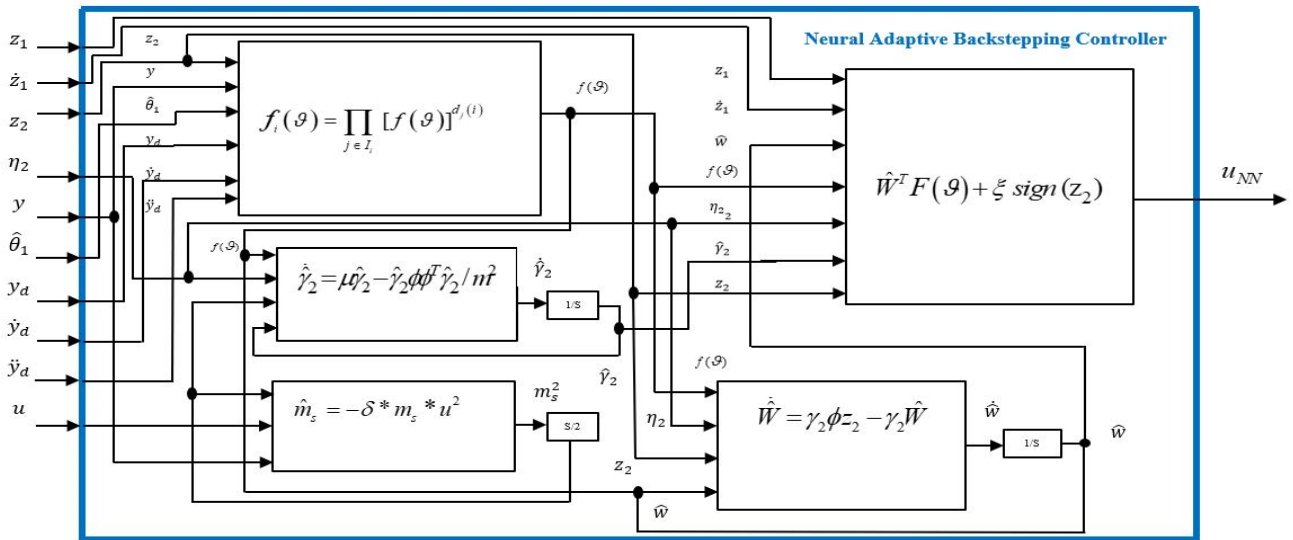 Neural Adaptive Backstepping Controller
z₁
ż₁
z₂
η₂
y
θ̂₁
y_d
ẏ_d
ÿ_d
u
z₂
y
θ̂₁
y_d
ẏ_d
ÿ_d
f_i(ϑ) = ∏_{j ∈ I_i} [f(ϑ)]^{d_j(i)}
f(ϑ)
z₁
ż₁
ŵ
f(ϑ)
η₂₂
γ̂₂
z₂
Ŵᵀ F(ϑ) + ξ sign(z₂)
u_NN
f(ϑ)
γ̂̇₂ = μγ̂₂ − γ̂₂ϕϕᵀγ̂₂/m²
γ̂̇₂
1/S
γ̂₂
m̂_s = −δ * m_s * u²
m_s²
S/2
f(ϑ)
η₂
z₂
ŵ
Ŵ̇ = γ₂ϕz₂ − γ₂Ŵ
ŵ̇
1/S
ŵ